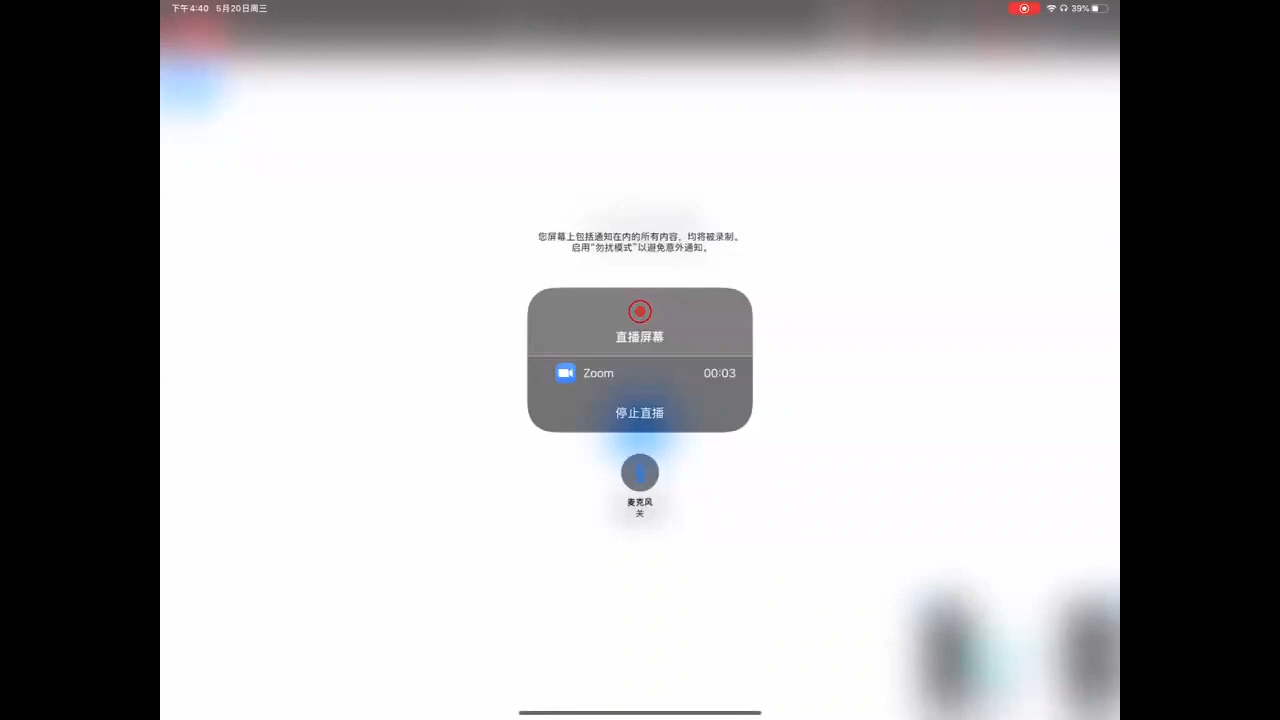 下午4:40 5月20日周三
39%
您屏幕上包括通知在内的所有内容，均将被录制。
启用“勿扰模式”以避免意外通知。
直播屏幕
Zoom 00:03
停止直播
麦克风
关